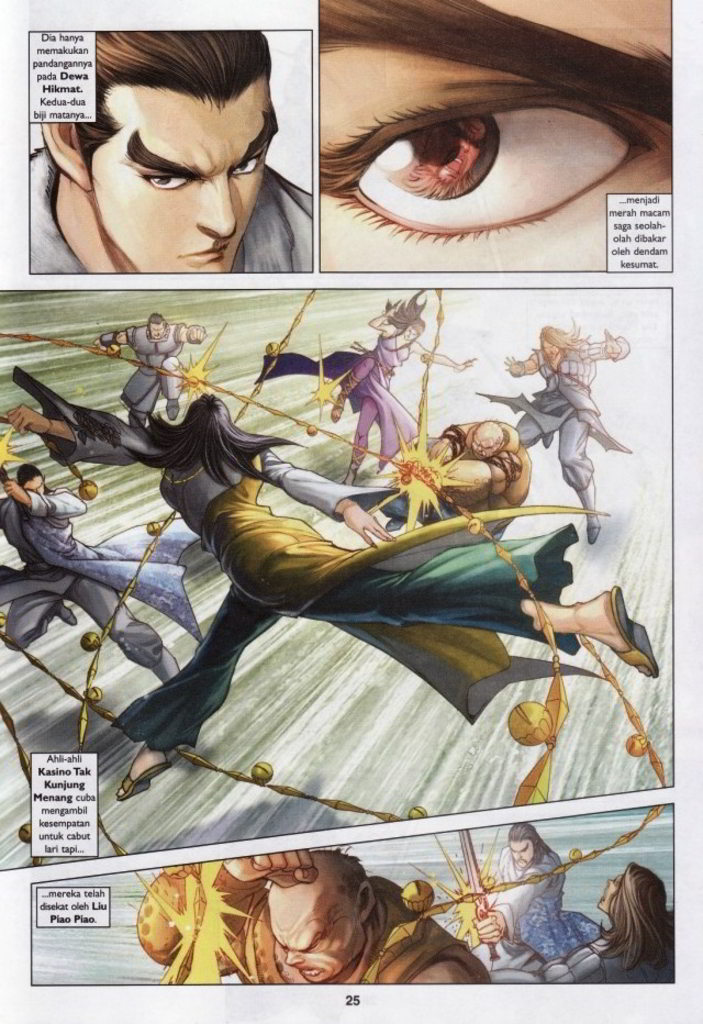 Dia hanya
memakukan
pandangannya
pada Dewa
Hikmat.
Kedua-dua
biji matanya...
...menjadi
merah macam
saga seolah-
olah dibakar
oleh dendam
kesumat.
Ahli-ahli
Kasino Tak
Kunjung
Menang cuba
mengambil
kesempatan
untuk cabut
lari tapi...
...mereka telah
disekat oleh Liu
Piao Piao.
25